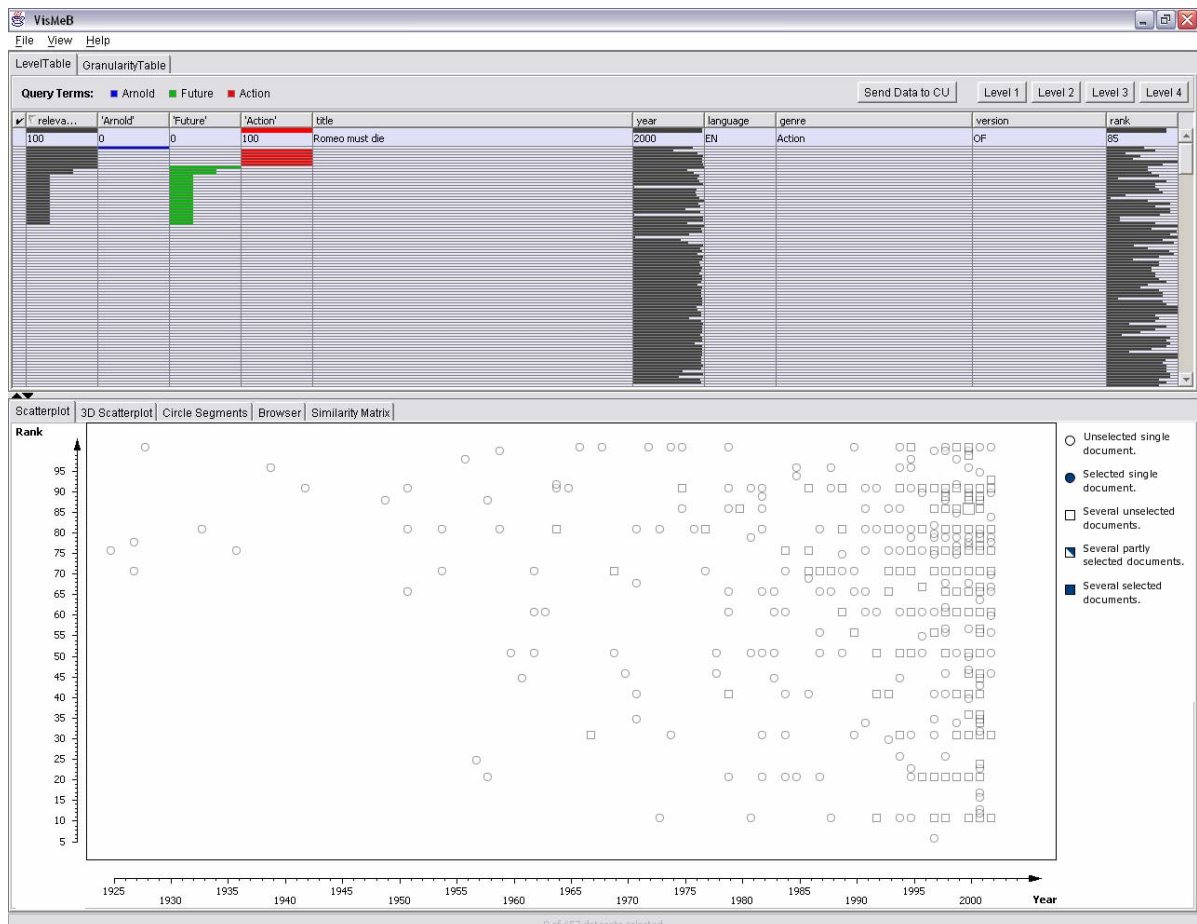 VisMeB
File View Help
LevelTable GranularityTable
Query Terms: Arnold Future Action Send Data to CU Level 1 Level 2 Level 3 Level 4
releva... 'Arnold' 'Future' 'Action' title year language genre version rank
100 0 0 100 Romeo must die 2000 EN Action OF 85
Scatterplot 3D Scatterplot Circle Segments Browser Similarity Matrix
Rank
95
90
85
80
75
70
65
60
55
50
45
40
35
30
25
20
15
10
5
Unselected single
document.
Selected single
document.
Several unselected
documents.
Several partly
selected documents.
Several selected
documents.
1925 1935 1945 1955 1965 1975 1985 1995
1930 1940 1950 1960 1970 1980 1990 2000 Year
0 of 657 datasets selected